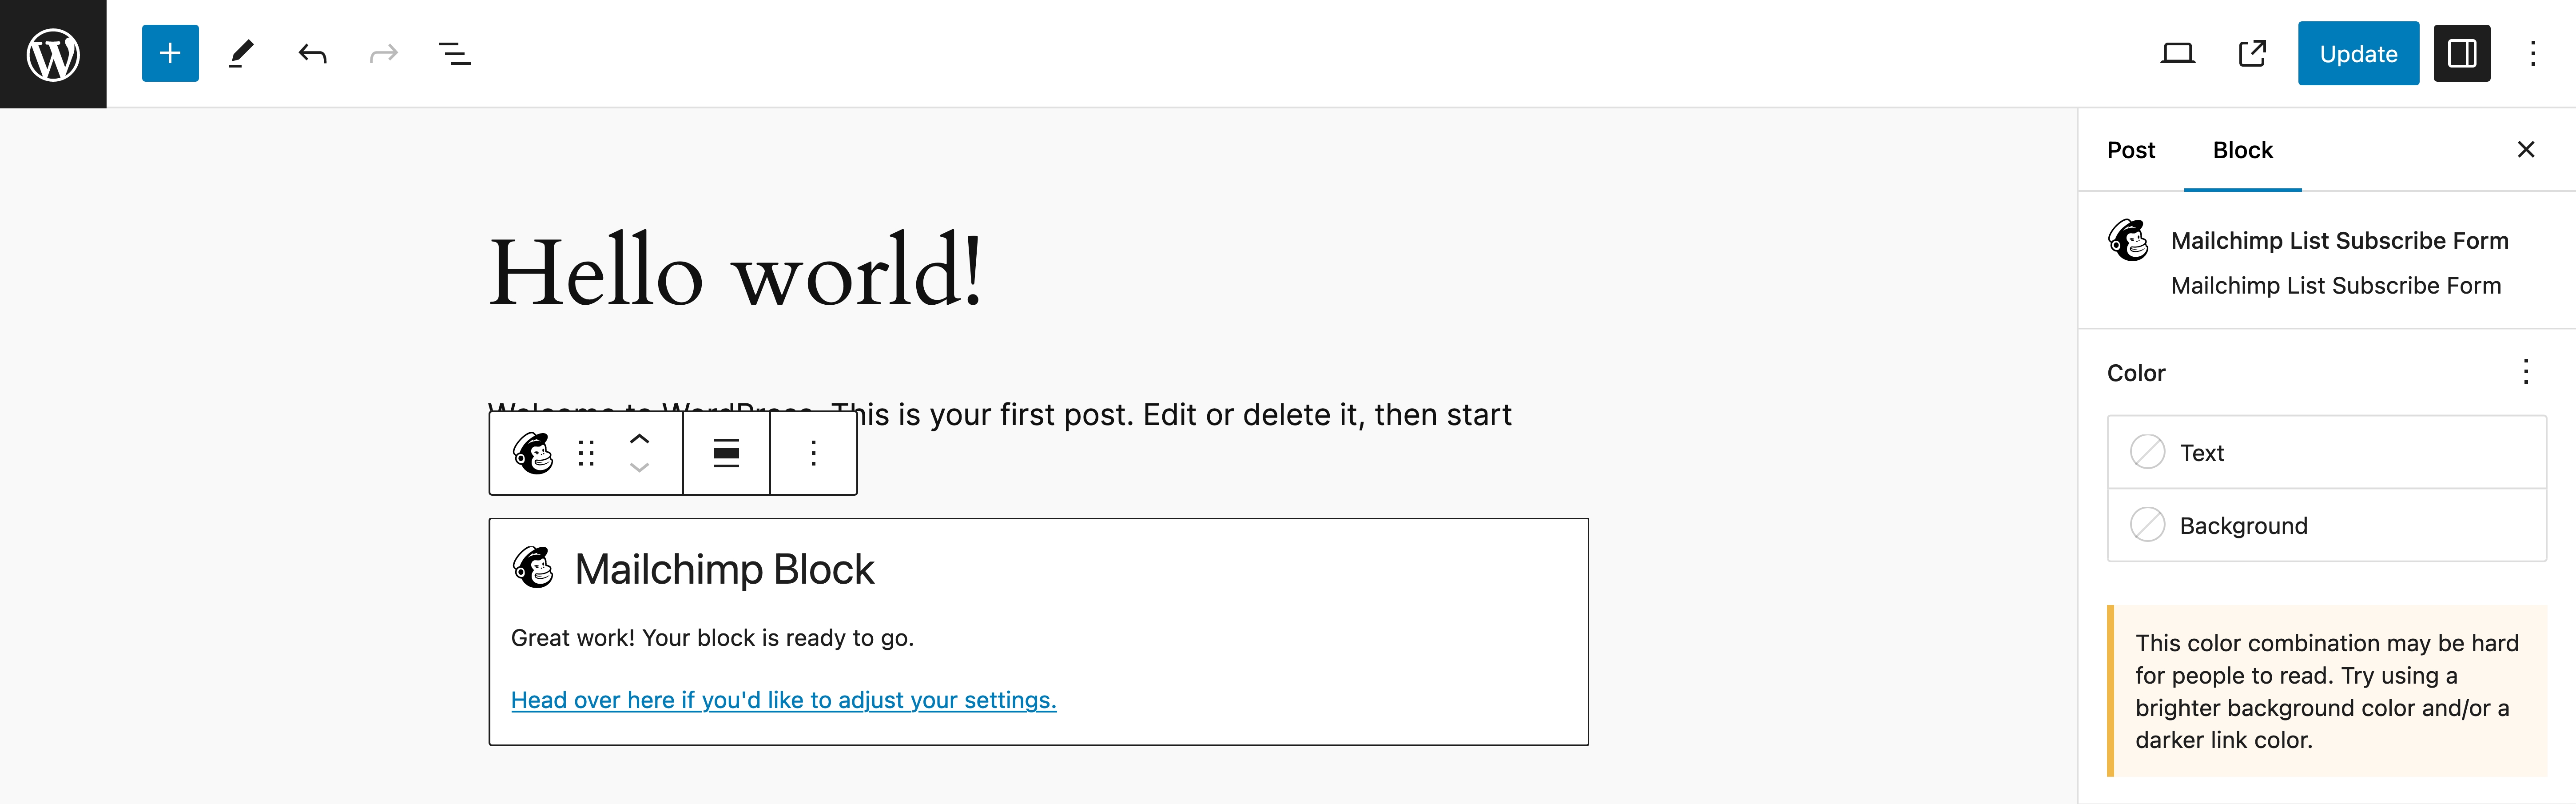 Update
Post Block
Hello world!
Welcome to WordPress. This is your first post. Edit or delete it, then start
Mailchimp Block
Great work! Your block is ready to go.
Head over here if you'd like to adjust your settings.
Mailchimp List Subscribe Form
Mailchimp List Subscribe Form
Color
Text
Background
This color combination may be hard
for people to read. Try using a
brighter background color and/or a
darker link color.